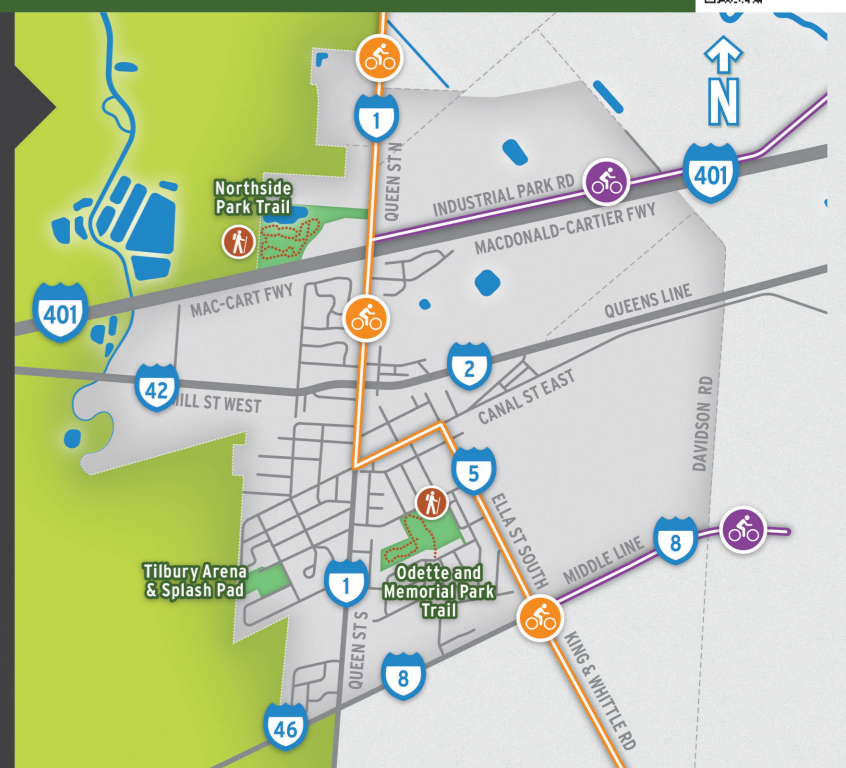 N
1
QUEEN ST N
INDUSTRIAL PARK RD
401
MACDONALD-CARTIER FWY
Northside
Park Trail
MAC-CART FWY
401
QUEENS LINE
2
42
ILL ST WEST
CANAL ST EAST
DAVIDSON RD
5
ELLA ST SOUTH
8
MIDDLE LINE
Tilbury Arena
& Splash Pad
1
Odette and
Memorial Park
Trail
QUEEN ST S
8
KING & WHITTLE RD
46